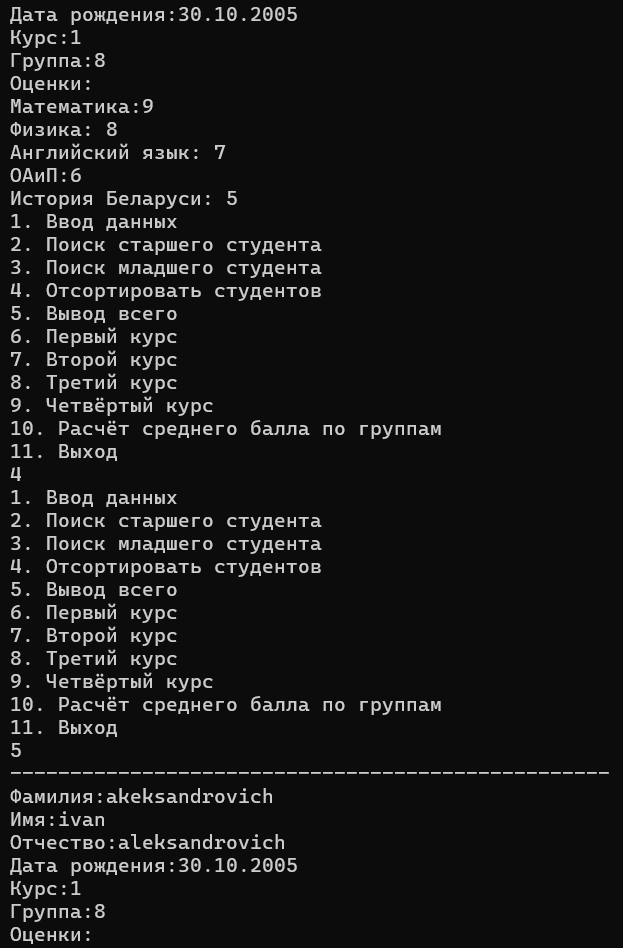 Дата рождения:30.10.2005
Курс:1
Группа:8
Оценки:
Математика:9
Физика: 8
Английский язык: 7
ОАиП:6
История Беларуси: 5
1. Ввод данных
2. Поиск старшего студента
3. Поиск младшего студента
4. Отсортировать студентов
5. Вывод всего
6. Первый курс
7. Второй курс
8. Третий курс
9. Четвёртый курс
10. Расчёт среднего балла по группам
11. Выход
4
1. Ввод данных
2. Поиск старшего студента
3. Поиск младшего студента
4. Отсортировать студентов
5. Вывод всего
6. Первый курс
7. Второй курс
8. Третий курс
9. Четвёртый курс
10. Расчёт среднего балла по группам
11. Выход
5
--------------------------------------------------
Фамилия:akeksandrovich
Имя:ivan
Отчество:aleksandrovich
Дата рождения:30.10.2005
Курс:1
Группа:8
Оценки: